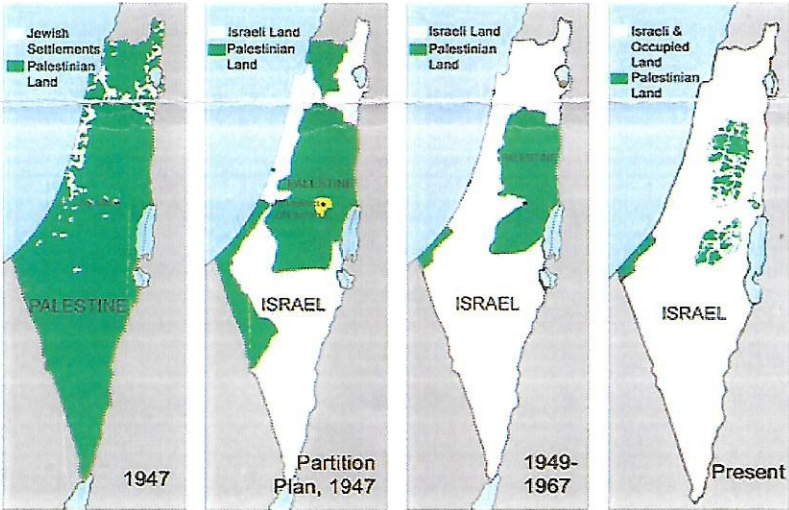 Jewish
Settlements
Palestinian
Land
PALESTINE
1947
Israeli Land
Palestinian
Land
PALESTINE
ISRAEL
Partition
Plan, 1947
Israeli Land
Palestinian
Land
PALESTINE
ISRAEL
1949-
1967
Israeli &
Occupied
Land
Palestinian
Land
ISRAEL
Present